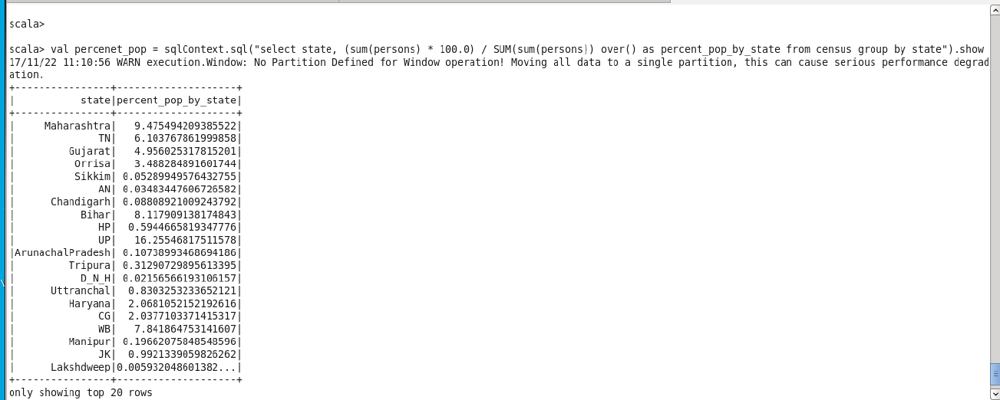 scala>
scala> val percenet_pop = sqlContext.sql("select state, (sum(persons) * 100.0) / SUM(sum(persons)) over() as percent_pop_by_state from census group by state").show
17/11/22 11:10:56 WARN execution.Window: No Partition Defined for Window operation! Moving all data to a single partition, this can cause serious performance degrad
ation.
+----------------+--------------------+
|           state|percent_pop_by_state|
+----------------+--------------------+
|     Maharashtra|   9.475494209385522|
|              TN|   6.103767861999858|
|         Gujarat|   4.956025317815201|
|          Orrisa|   3.488284891601744|
|          Sikkim| 0.05289949576432755|
|              AN| 0.03483447606726582|
|      Chandigarh| 0.08808921009243792|
|           Bihar|   8.117909138174843|
|              HP|  0.5944665819347776|
|              UP|   16.25546817511578|
|ArunachalPradesh| 0.10738993468694186|
|         Tripura| 0.31290729895613395|
|           D_N_H| 0.02156566193106157|
|      Uttranchal|  0.8303253233652121|
|         Haryana|  2.0681052152192616|
|              CG|  2.0377103371415317|
|              WB|   7.841864753141607|
|         Manipur| 0.19662075848548596|
|              JK|  0.9921339059826262|
|      Lakshdweep|0.005932048601382...|
+----------------+--------------------+
only showing top 20 rows